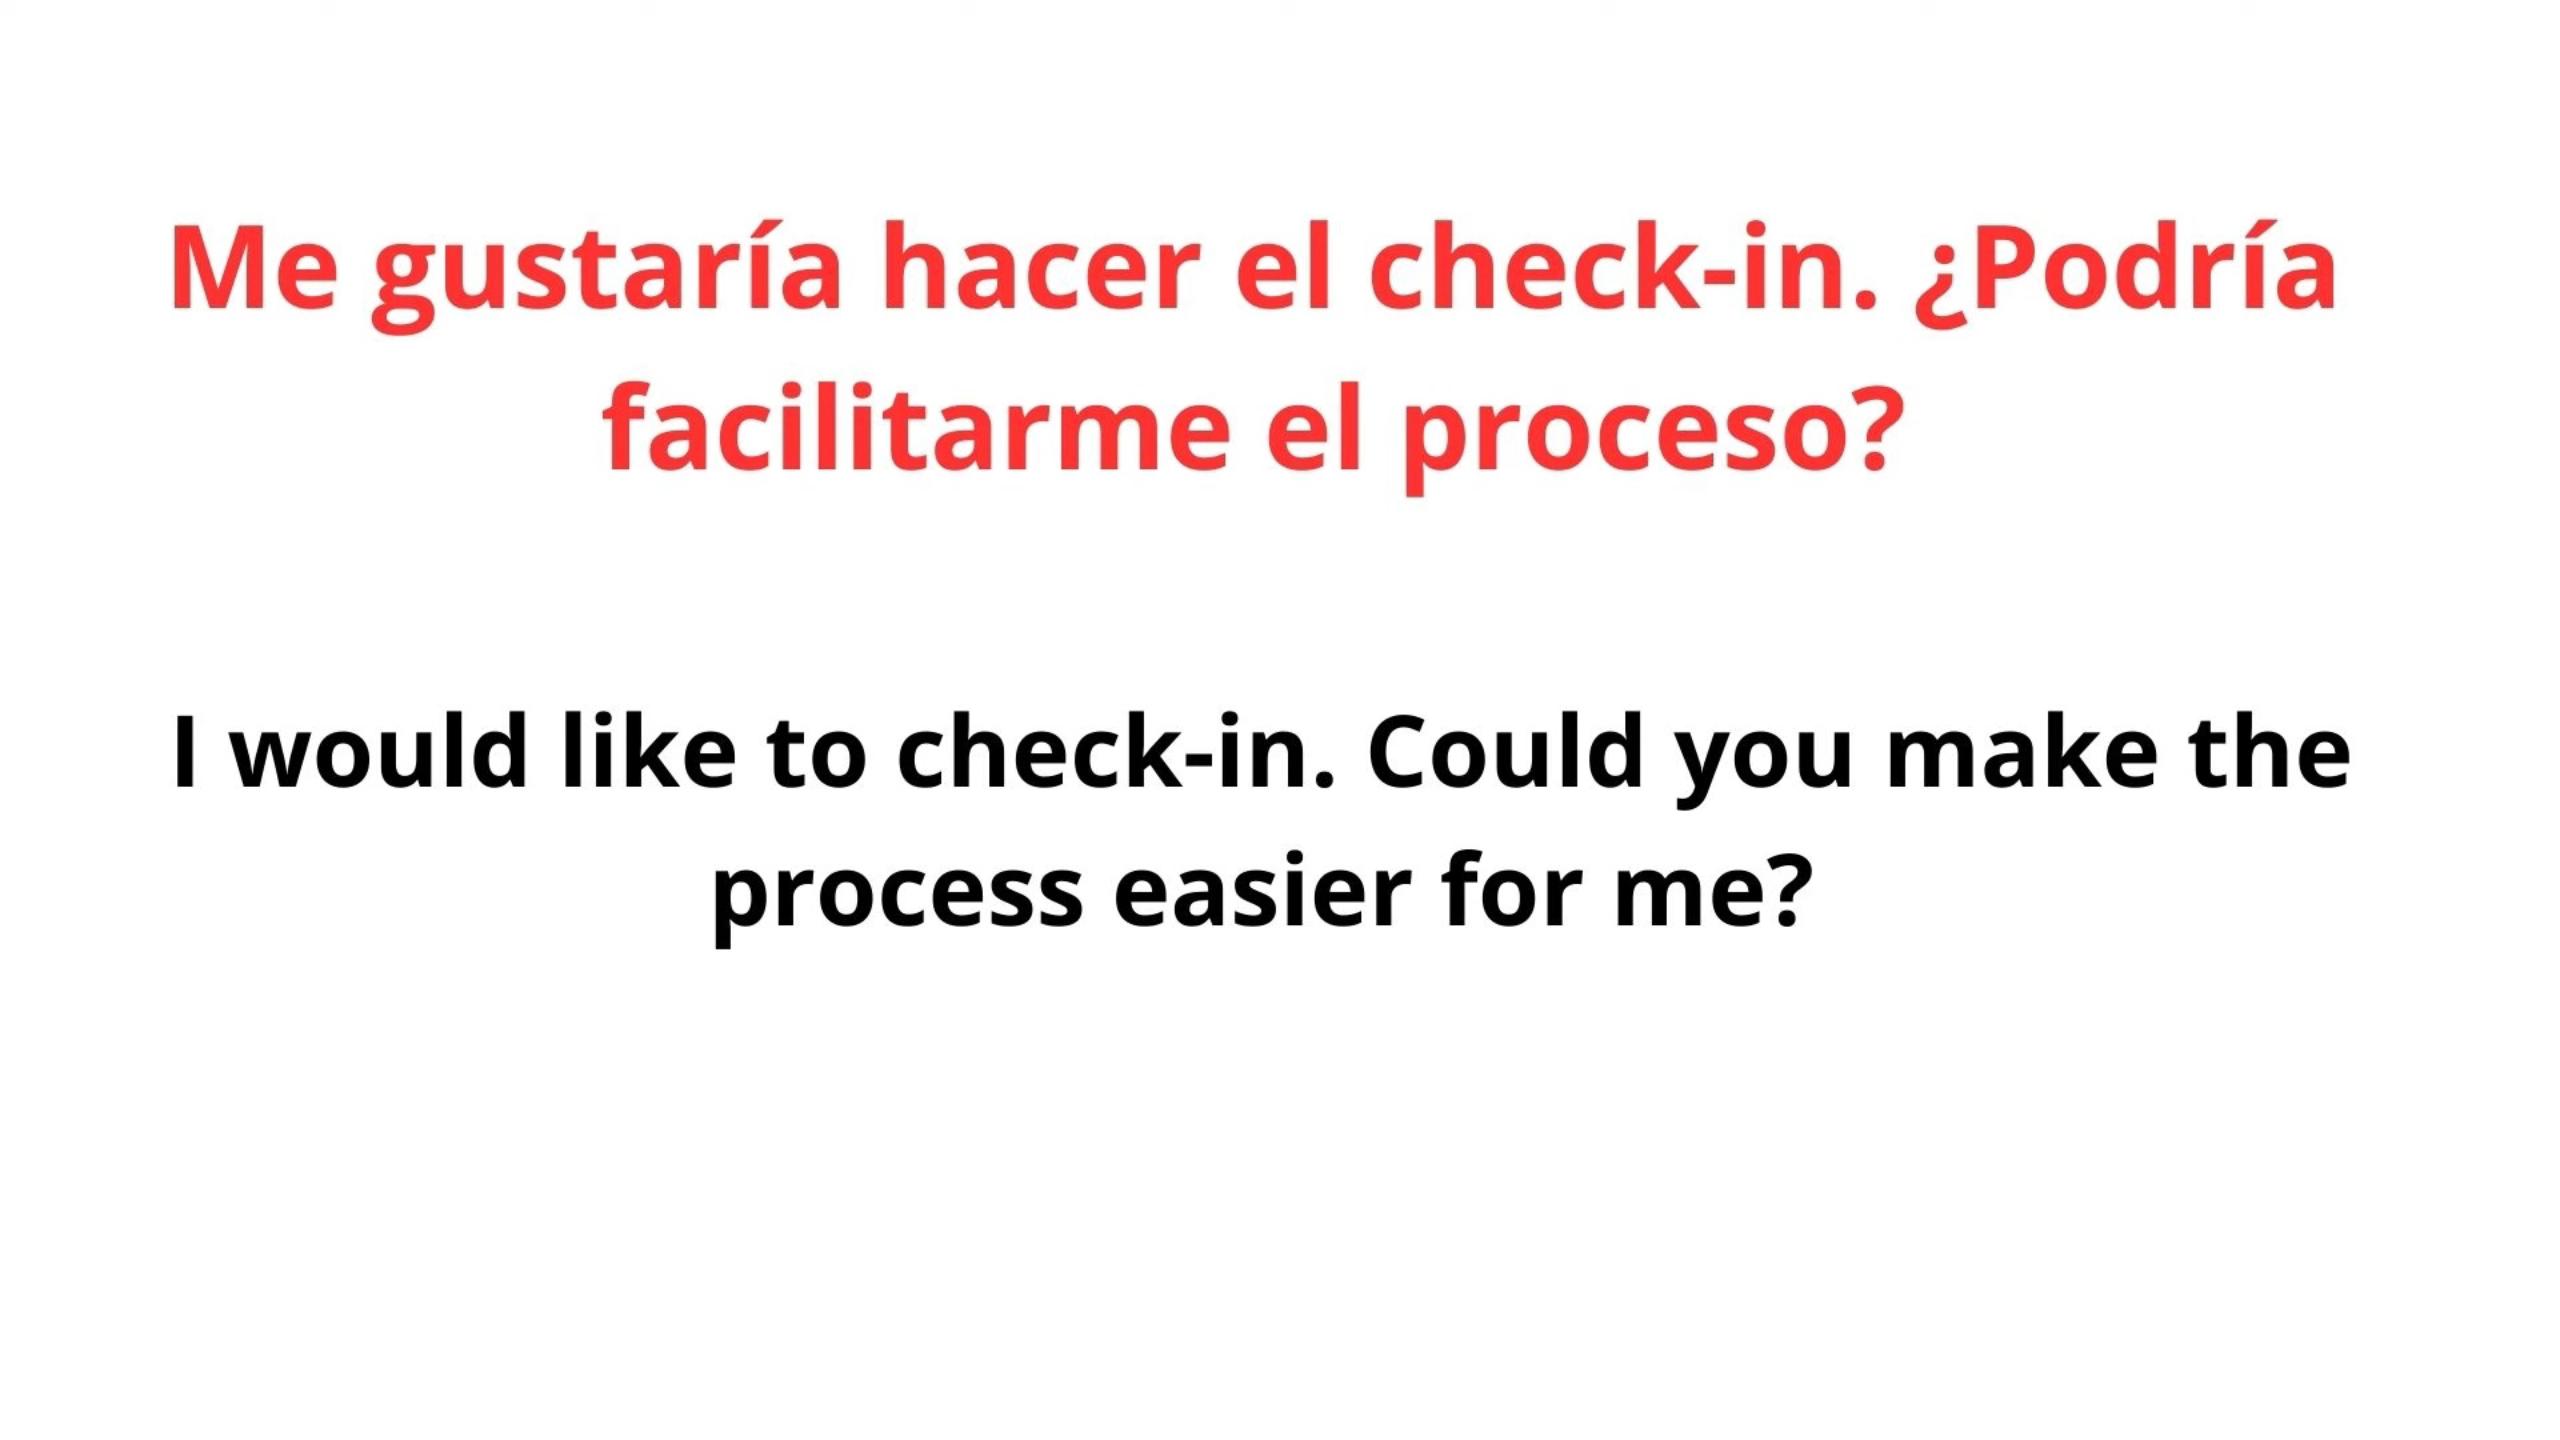 Me gustaría hacer el check-in. ¿Podría
facilitarme el proceso?
I would like to check-in. Could you make the
process easier for me?